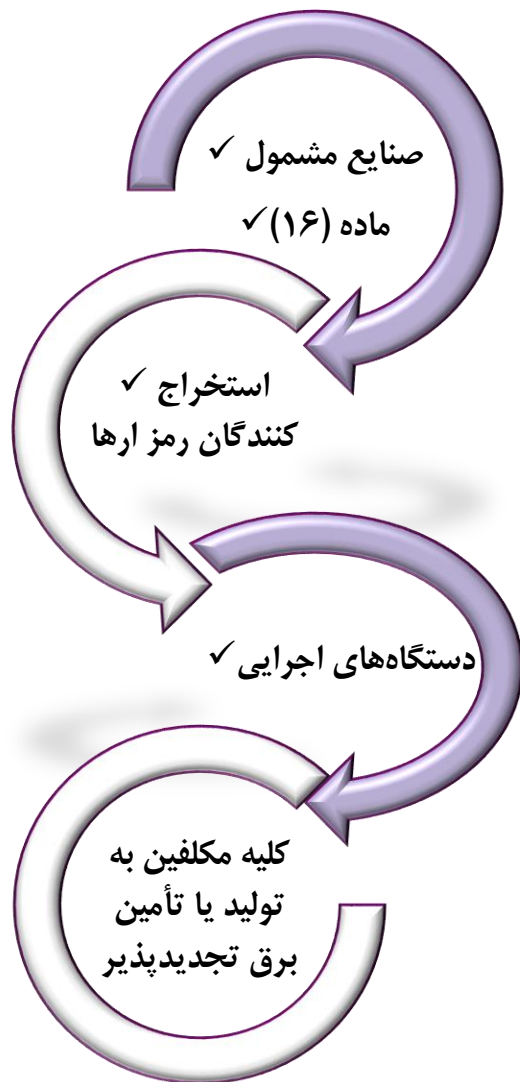 صنایع مشمول ✓
ماده (۱۶) ✓
استخراج ✓
کنندگان رمز ارها
دستگاه‌های اجرایی ✓
کلیه مکلفین به
تولید یا تأمین
برق تجدیدپذیر